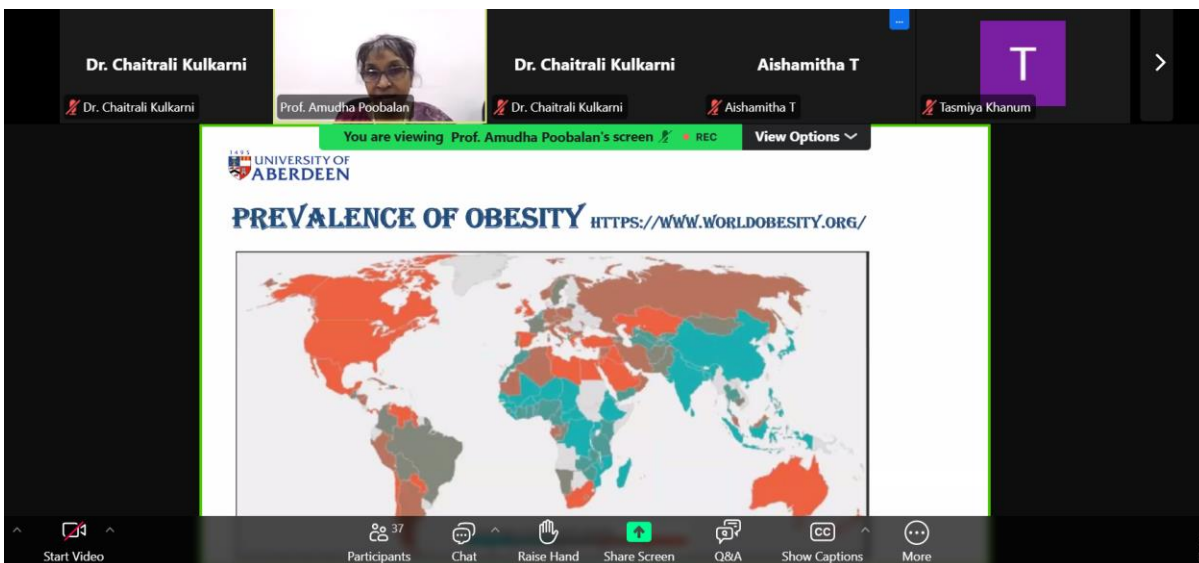 Dr. Chaitrali Kulkarni
Dr. Chaitrali Kulkarni
Prof. Amudha Poobalan
Dr. Chaitrali Kulkarni
Dr. Chaitrali Kulkarni
Aishamitha T
Aishamitha T
T
Tasmiya Khanum
You are viewing Prof. Amudha Poobalan's screen REC View Options
1495
UNIVERSITY OF
ABERDEEN
PREVALENCE OF OBESITY HTTPS://WWW.WORLDOBESITY.ORG/
Start Video
37
Participants
Chat
Raise Hand
Share Screen
Q&A
CC
Show Captions
More